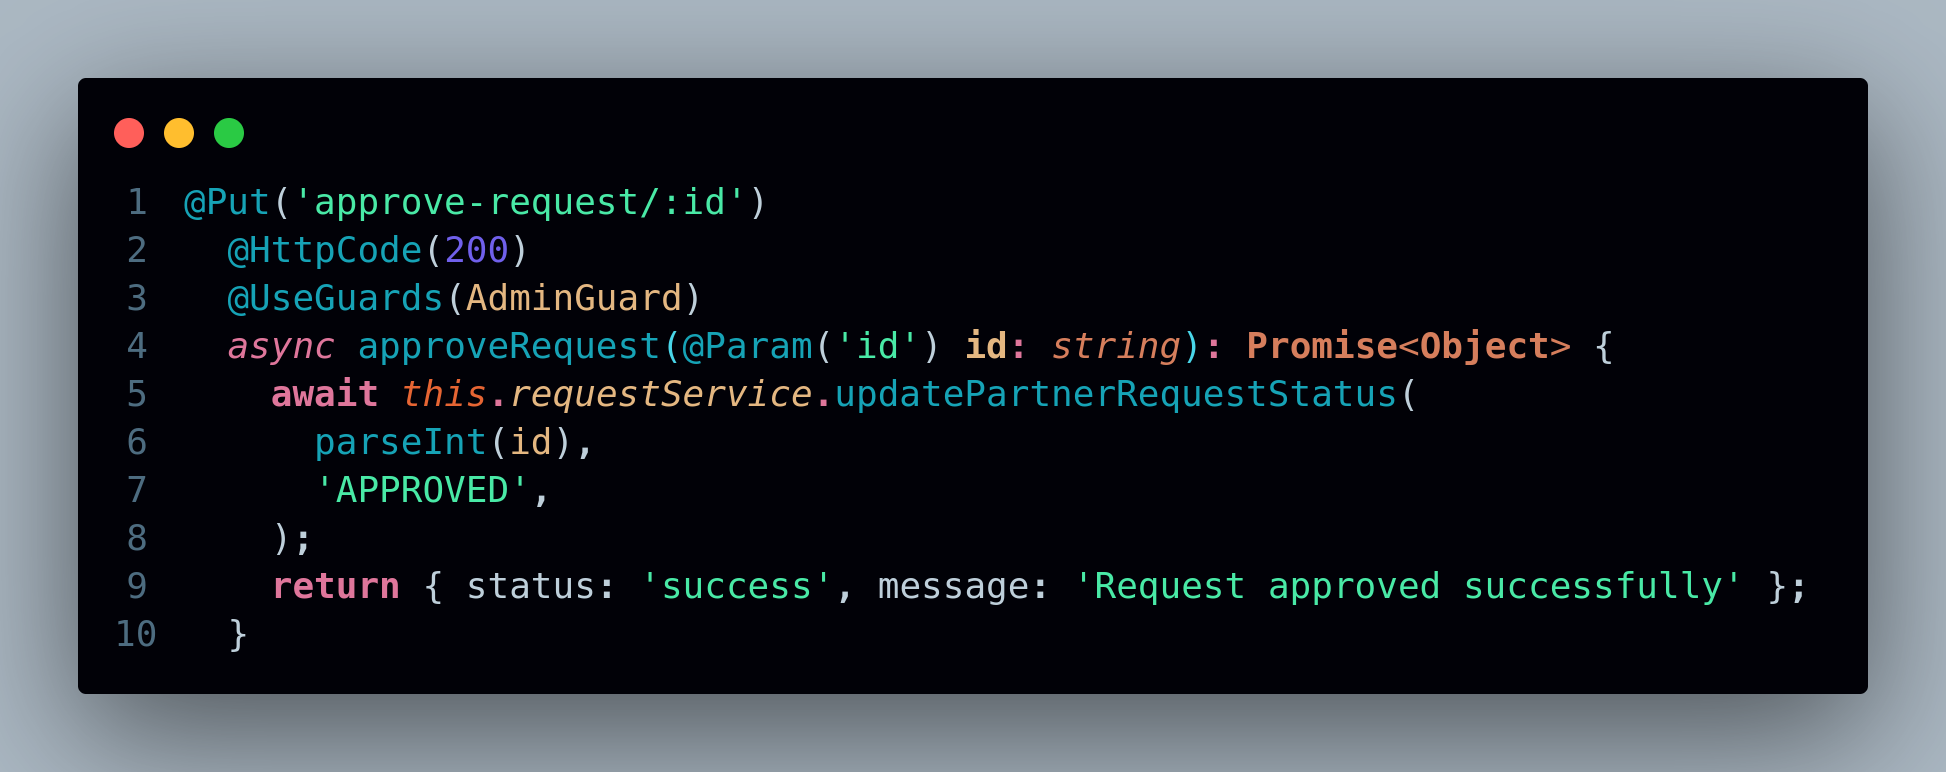 1 @Put('approve-request/:id')
2   @HttpCode(200)
3   @UseGuards(AdminGuard)
4   async approveRequest(@Param('id') id: string): Promise<Object> {
5     await this.requestService.updatePartnerRequestStatus(
6       parseInt(id),
7       'APPROVED',
8     );
9     return { status: 'success', message: 'Request approved successfully' };
10   }